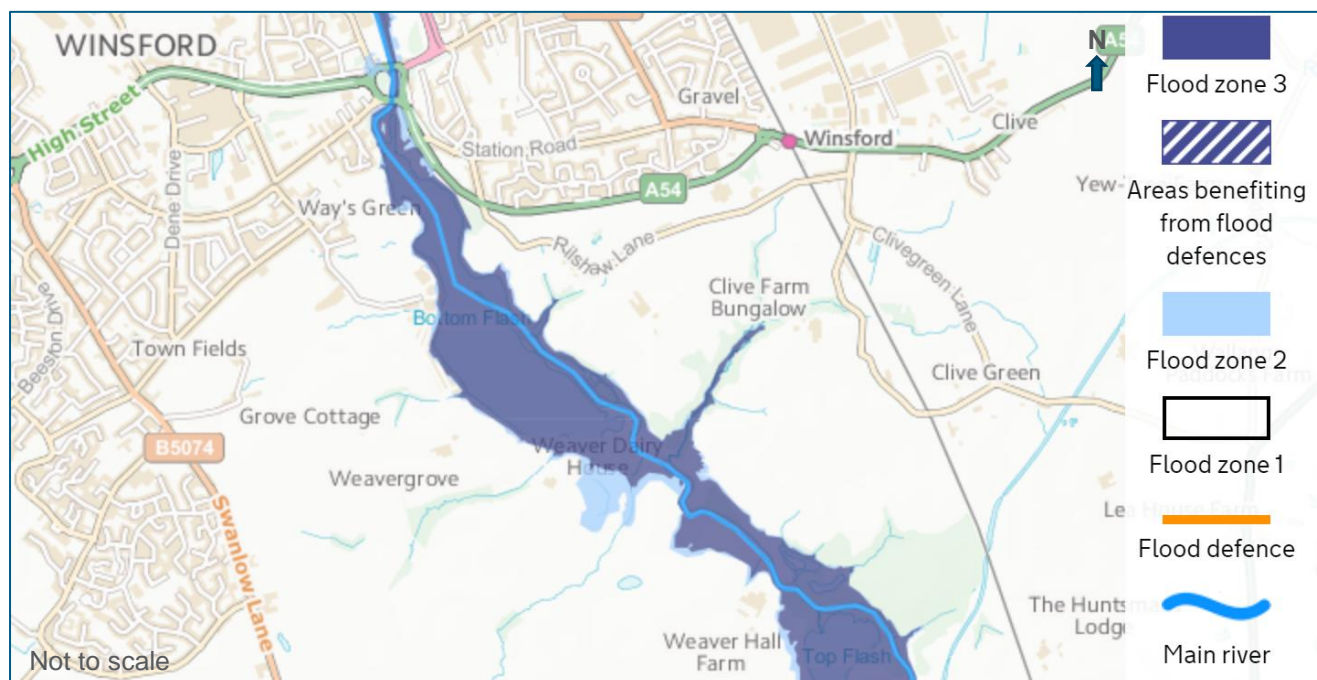 WINSFORD
High Street
Gravel
Station Road
Winsford
Clive
A54
Dene Drive
Way's Green
Rilshaw Lane
Clivegreen Lane
Clive Farm
Bungalow
Bottom Flash
Beeston Drive
Town Fields
Clive Green
Grove Cottage
B5074
Weaver Dairy
House
Weavergrove
Swanlow Lane
The Huntsm
Lodge
Weaver Hall
Farm
Top Flash
Not to scale
N
Flood zone 3
Areas benefiting
from flood
defences
Flood zone 2
Flood zone 1
Flood defence
Main river